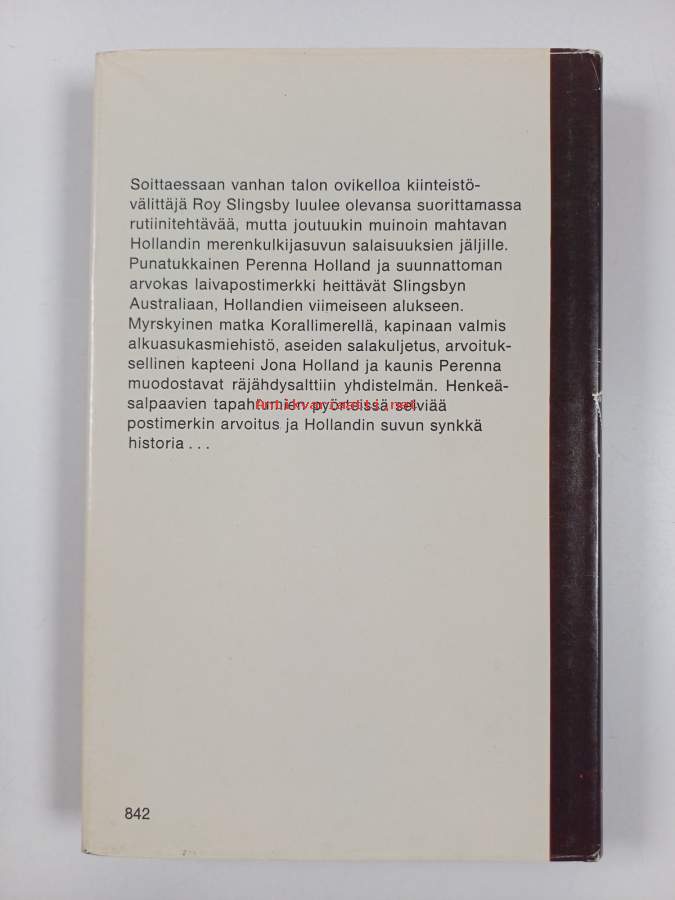 Soittaessaan vanhan talon ovikelloa kiinteistö-
välittäjä Roy Slingsby luulee olevansa suorittamassa
rutiinitehtävää, mutta joutuukin muinoin mahtavan
Hollandin merenkulkijasuvun salaisuuksien jäljille.
Punatukkainen Perenna Holland ja suunnattoman
arvokas laivapostimerkki heittävät Slingsbyn
Australiaan, Hollandien viimeiseen alukseen.
Myrskyinen matka Korallimerellä, kapinaan valmis
alkuasukasmiehistö, aseiden salakuljetus, arvoituk-
sellinen kapteeni Jona Holland ja kaunis Perenna
muodostavat räjähdysalttiin yhdistelmän. Henkeä-
salpaavien tapahtumien pyörteissä selviää
postimerkin arvoitus ja Hollandin suvun synkkä
historia . . .
842